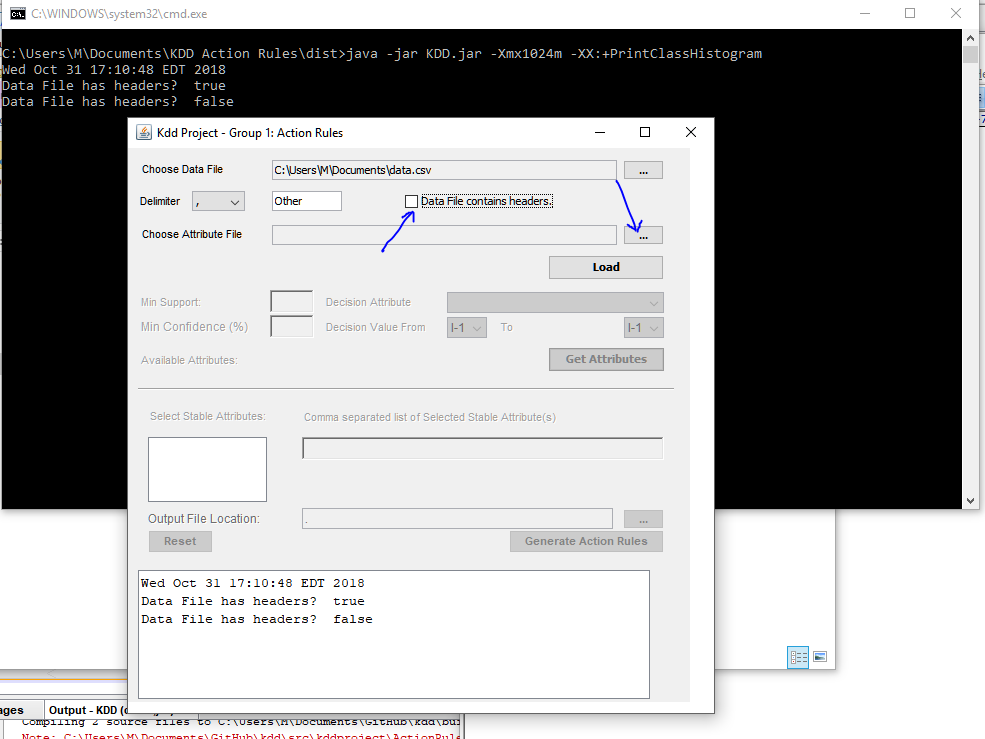 C:\WINDOWS\system32\cmd.exe
C:\Users\M\Documents\KDD Action Rules\dist>java -jar KDD.jar -Xmx1024m -XX:+PrintClassHistogram
Wed Oct 31 17:10:48 EDT 2018
Data File has headers?  true
Data File has headers?  false
Kdd Project - Group 1: Action Rules
Choose Data File C:\Users\M\Documents\data.csv ...
Delimiter , Other Data File contains headers.
Choose Attribute File ...
Load
Min Support: Decision Attribute
Min Confidence (%) Decision Value From I-1 To I-1
Available Attributes: Get Attributes
Select Stable Attributes: Comma separated list of Selected Stable Attribute(s)
Output File Location: . ...
Reset Generate Action Rules
Wed Oct 31 17:10:48 EDT 2018
Data File has headers?  true
Data File has headers?  false
ages Output - KDD (
Compiling 2 source files to C:\Users\M\Documents\GitHub\kdd\bui
Note: C:\Users\M\Documents\GitHub\kdd\src\kddproject\ActionRule